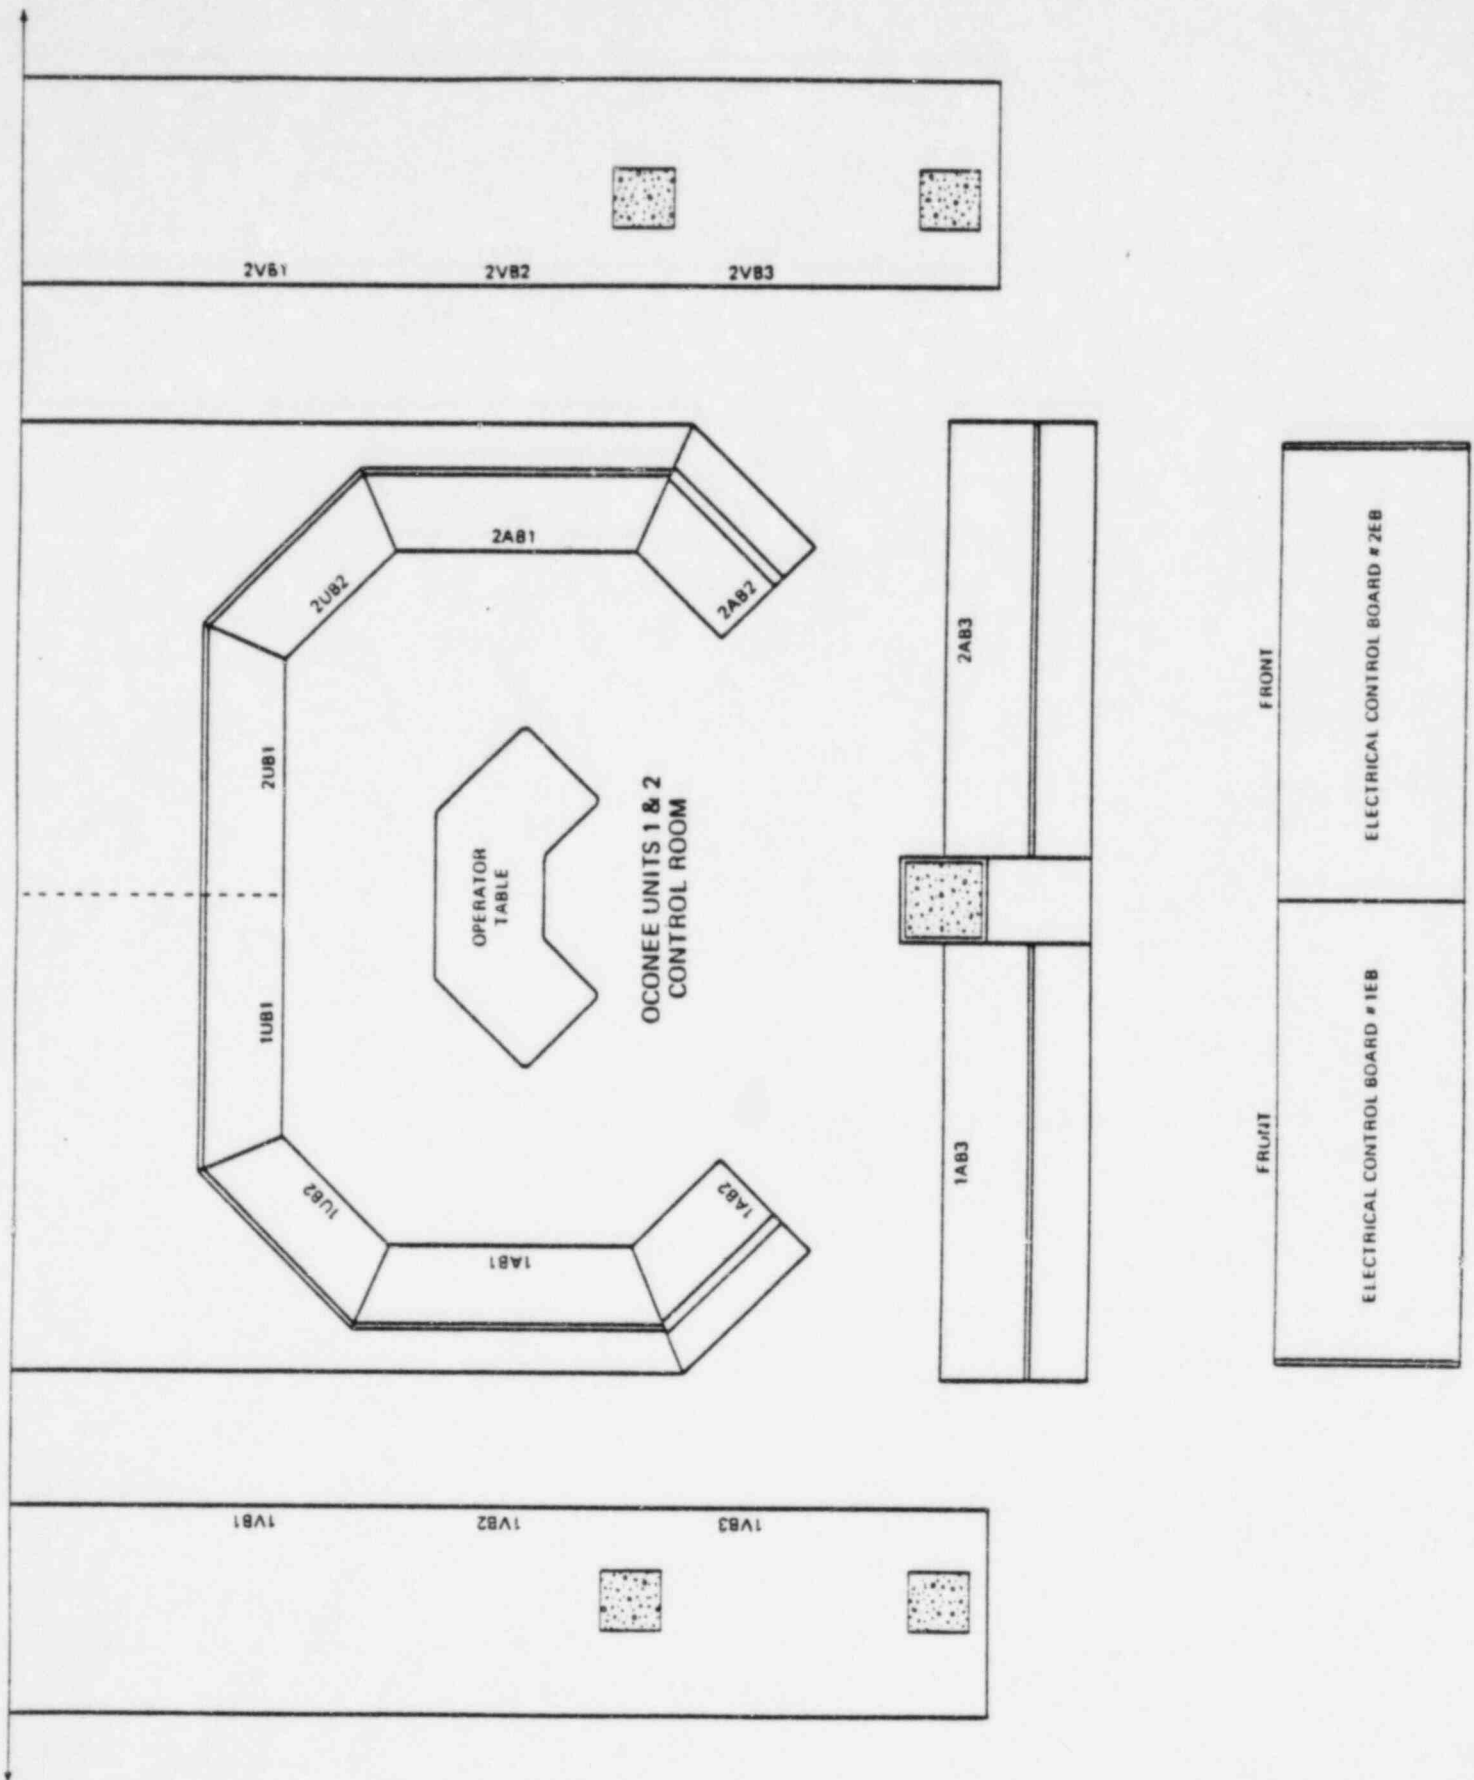 2VB1
2VB2
2VB3
2AB1
2UB2
2AB2
2UB1
1UB1
1UB2
1AB1
1AB2
OPERATOR
TABLE
OCONEE UNITS 1 & 2
CONTROL ROOM
2AB3
1AB3
FRONT
ELECTRICAL CONTROL BOARD # 2EB
FRONT
ELECTRICAL CONTROL BOARD # 1EB
1VB1
1VB2
1VB3